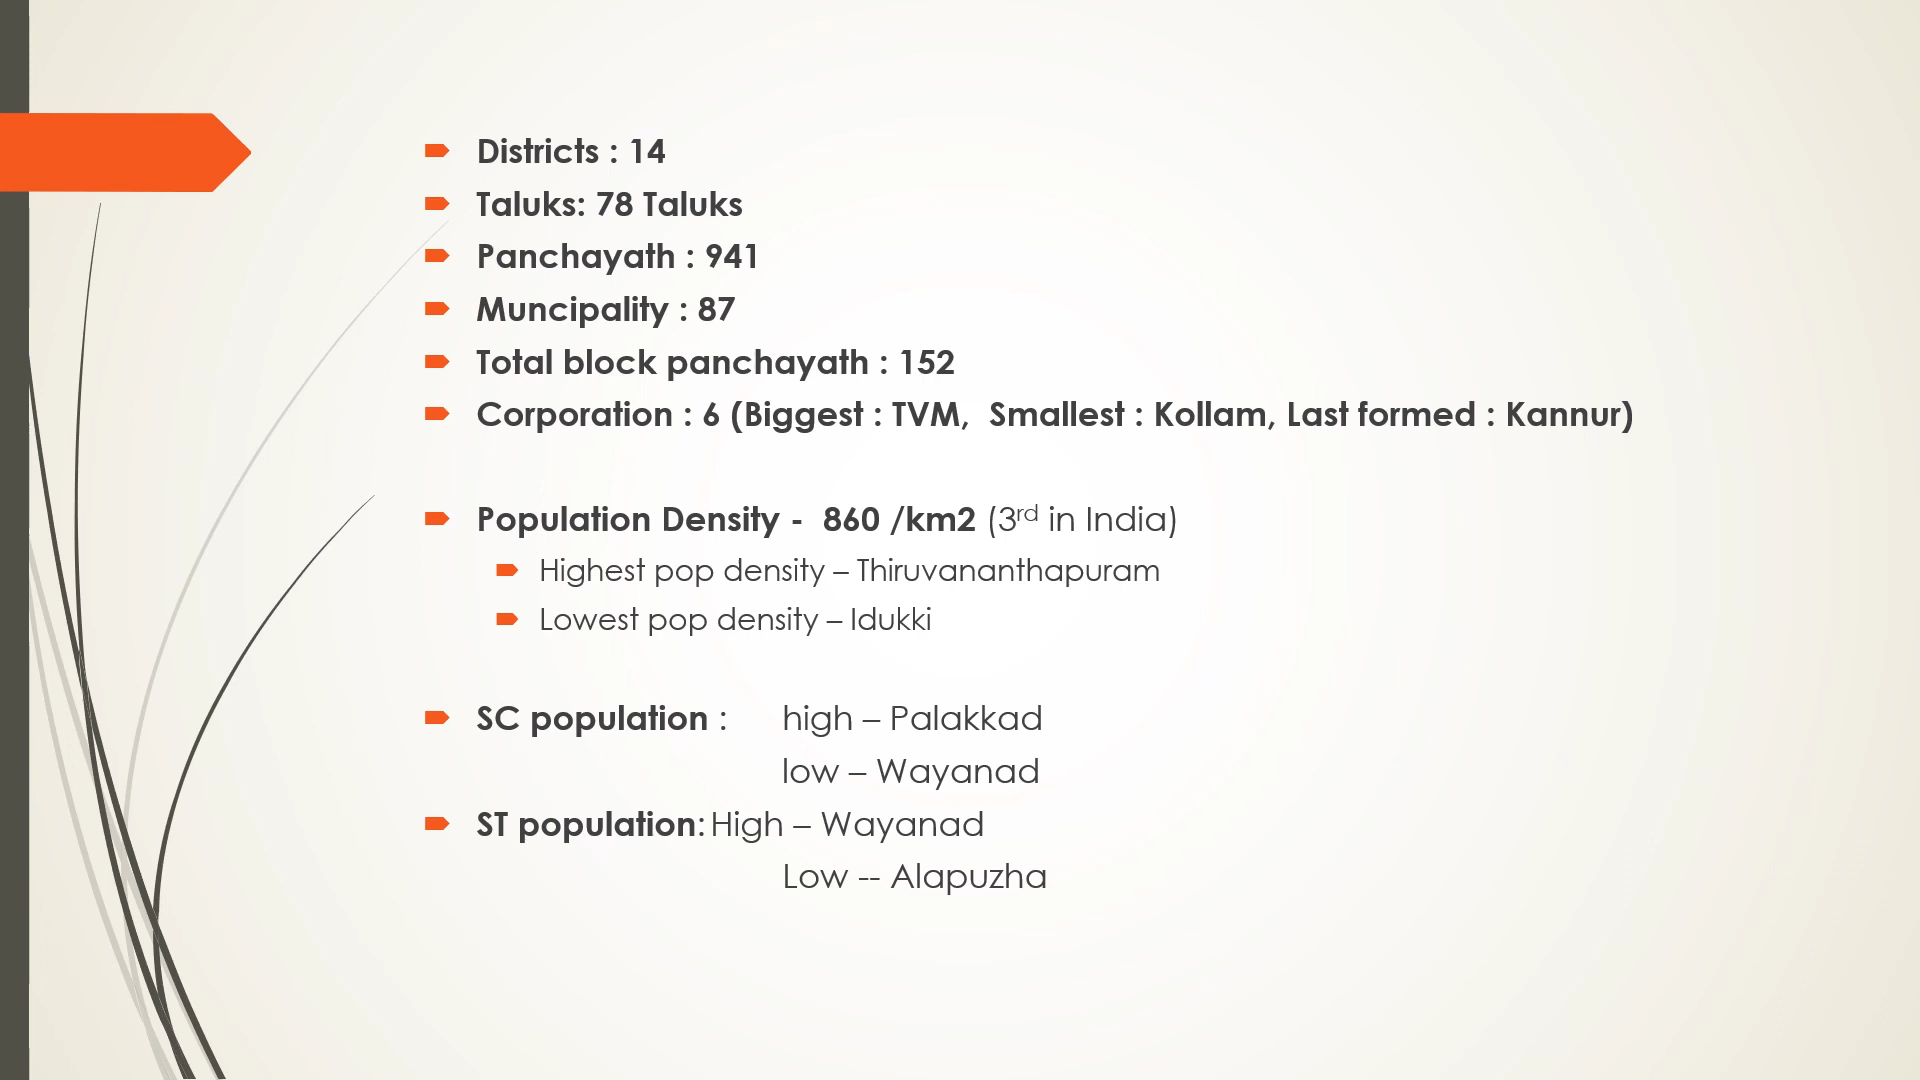 Districts : 14
Taluks: 78 Taluks
Panchayath : 941
Muncipality : 87
Total block panchayath : 152
Corporation : 6 (Biggest : TVM,  Smallest : Kollam, Last formed : Kannur)
Population Density -  860 /km2 (3rd in India)
Highest pop density – Thiruvananthapuram
Lowest pop density – Idukki
SC population : high – Palakkad
low – Wayanad
ST population: High – Wayanad
Low -- Alapuzha